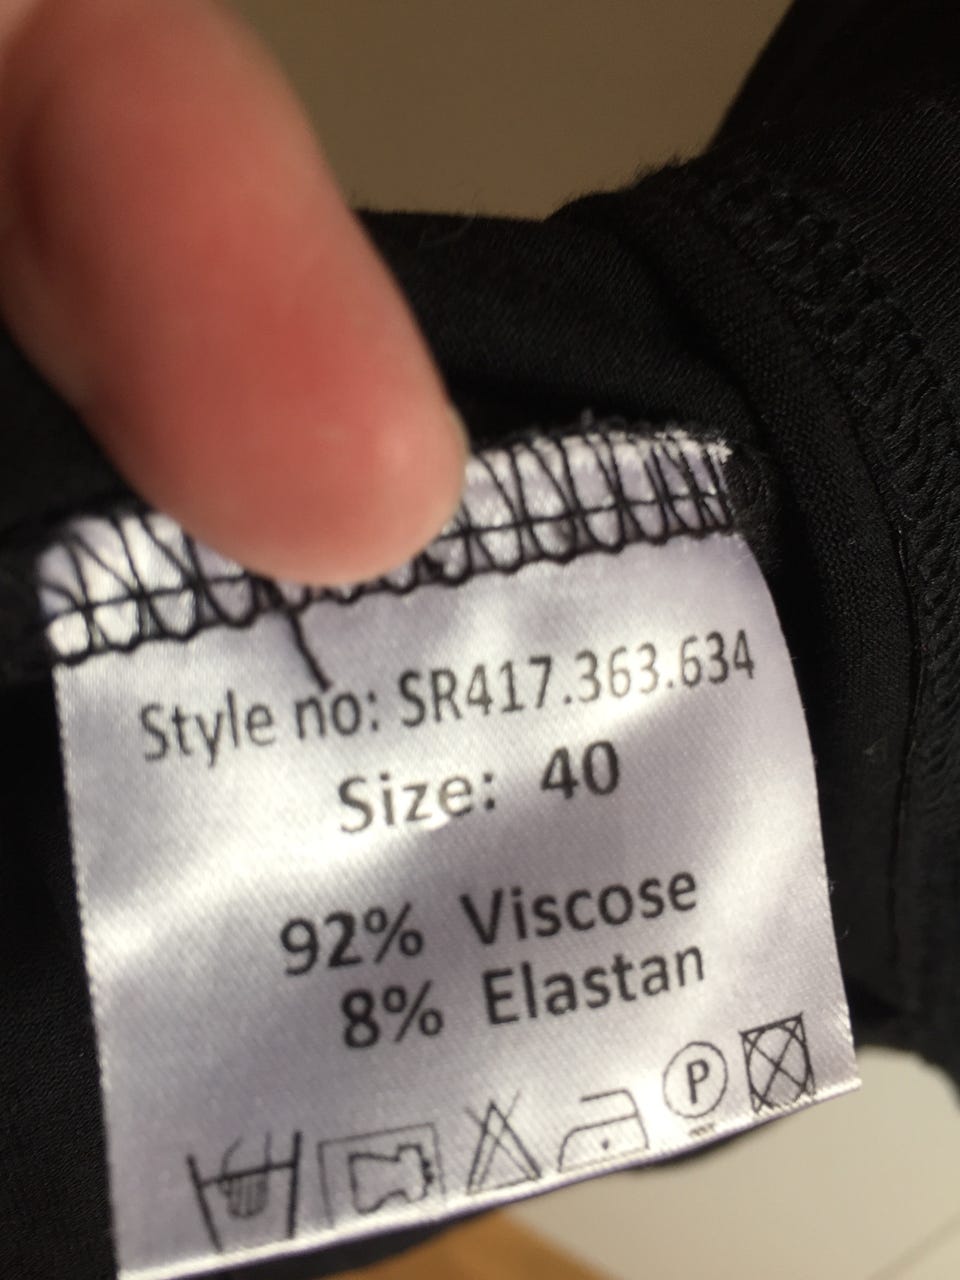 Style no: SR417.363.634
Size: 40
92% Viscose
8% Elastan
P